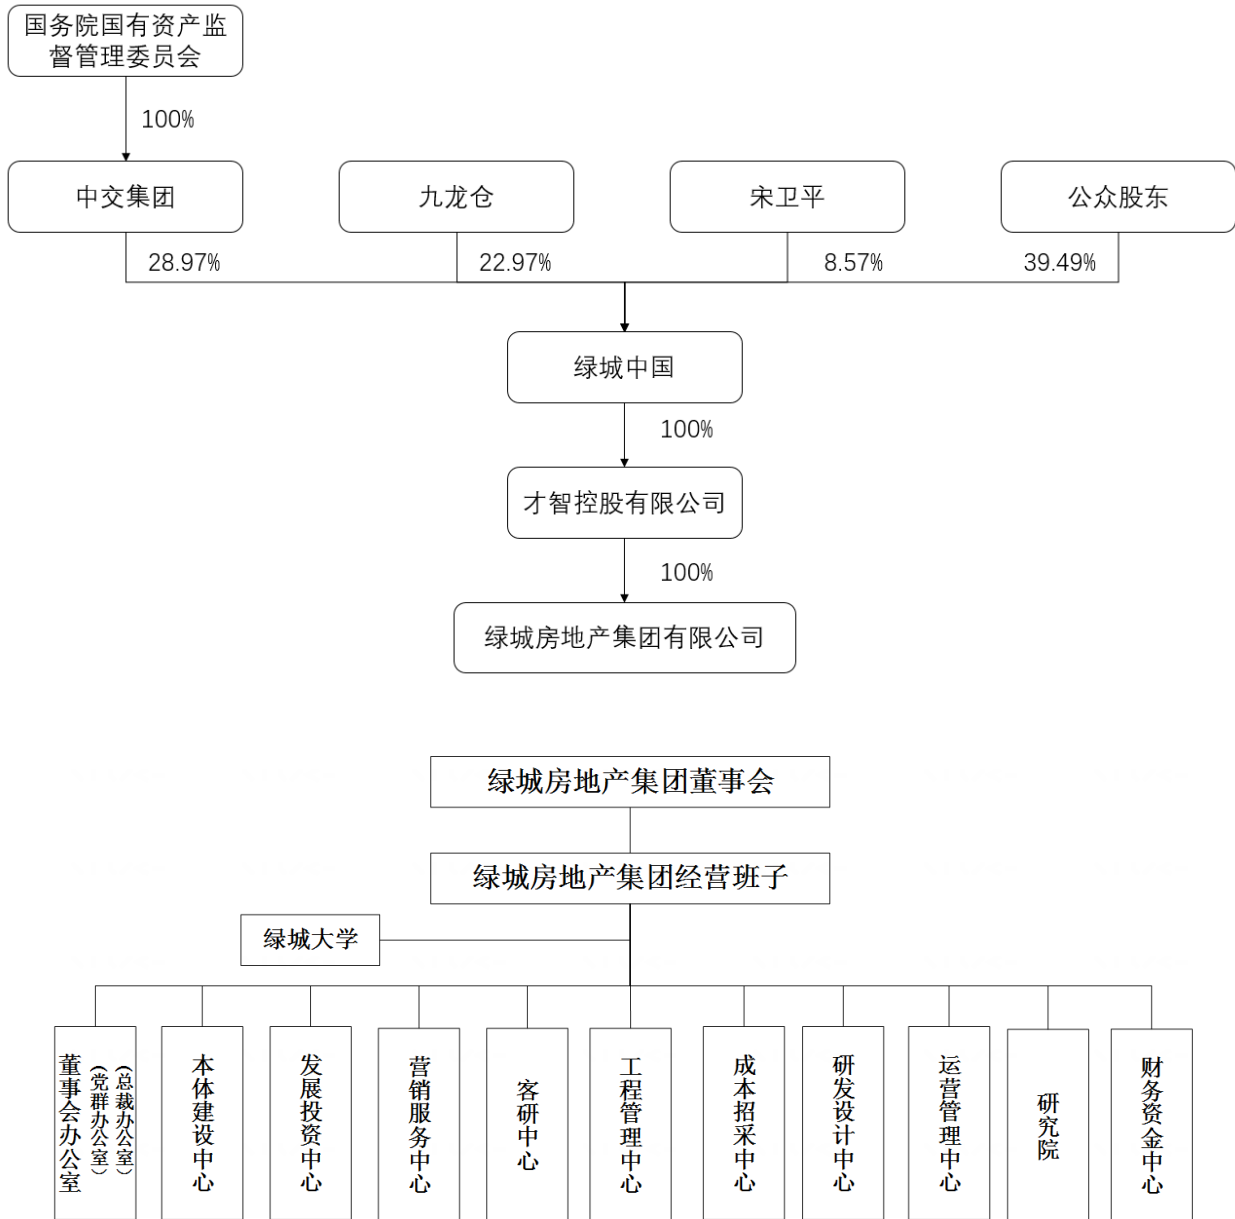 国务院国有资产监
督管理委员会
100%
中交集团
九龙仓
宋卫平
公众股东
28.97%
22.97%
8.57%
39.49%
绿城中国
100%
才智控股有限公司
100%
绿城房地产集团有限公司
绿城房地产集团董事会
绿城房地产集团经营班子
绿城大学
董事会办公室
(党群办公室)
(总裁办公室)
本体建设中心
发展投资中心
营销服务中心
客研中心
工程管理中心
成本招采中心
研发设计中心
运营管理中心
研究院
财务资金中心